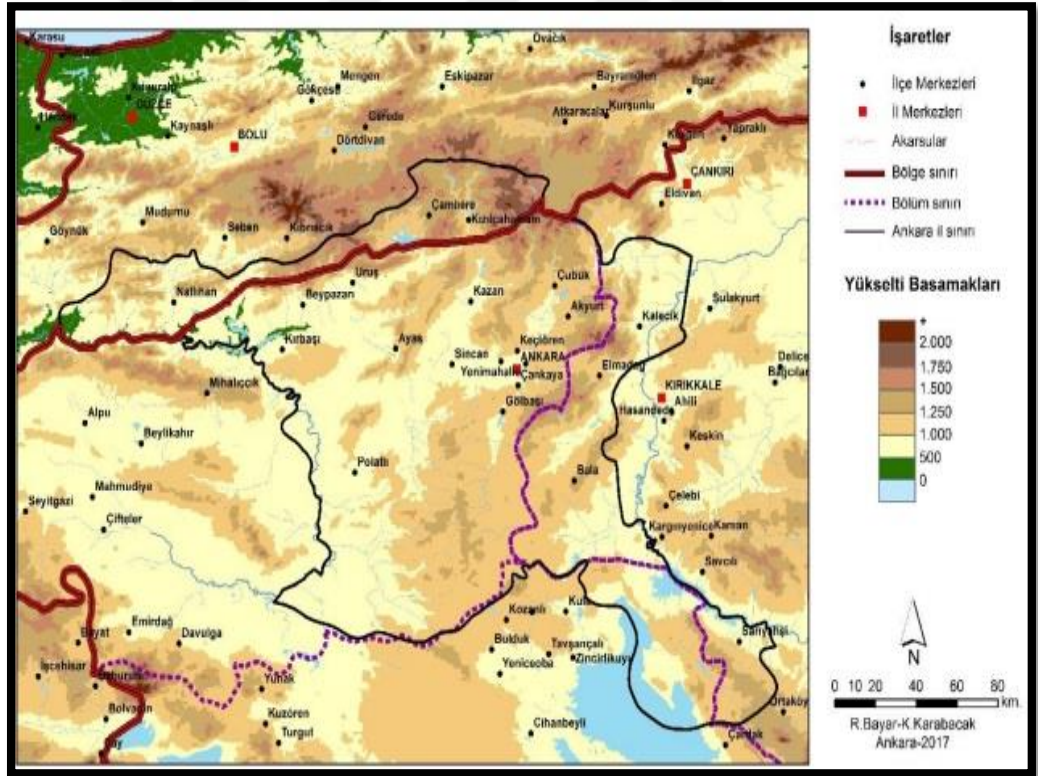 Karasu
Ovacık
Mengen
Eskipazar
Bayramören
Ilgaz
Gökçesu
DÜZCE
Kaynaşlı
BOLU
Gerede
Dörtdivan
Atkaracalar
Kurşunlu
Yapraklı
ÇANKIRI
Eldivan
Mudurnu
Göynük
Seben
Kıbrıscık
Çamlıdere
Kızılcahamam
Uruş
Nallıhan
Beypazarı
Kazan
Çubuk
Akyurt
Kalecik
Sulakyurt
Kırbaşı
Ayaş
Sincan
Keçiören
ANKARA
Yenimahalle
Çankaya
Elmadağ
Delice
Mihalıççık
Gölbaşı
KIRIKKALE
Ahılı
Hasandede
Alpu
Beylikahır
Keskin
Polatlı
Bala
Mahmudiye
Seyitgazi
Çifteler
Çelebi
Kargınyenice
Kaman
Savcılı
Kozanlı
Emirdağ
Bayat
Davulga
Bulduk
Tavşançalı
Zincirlikuyu
Yeniceoba
İscehisar
Yunak
Ortaköy
Bolvadin
Kuzören
Turgut
Cihanbeyli
Çardak
İşaretler
İlçe Merkezleri
İl Merkezleri
Akarsular
Bölge sınırı
Bölüm sınırı
Ankara il sınırı
Yükselti Basamakları
+
2.000
1.750
1.500
1.250
1.000
500
0
N
0 10 20 40 60 80
km.
R.Bayar-K.Karabacak
Ankara-2017